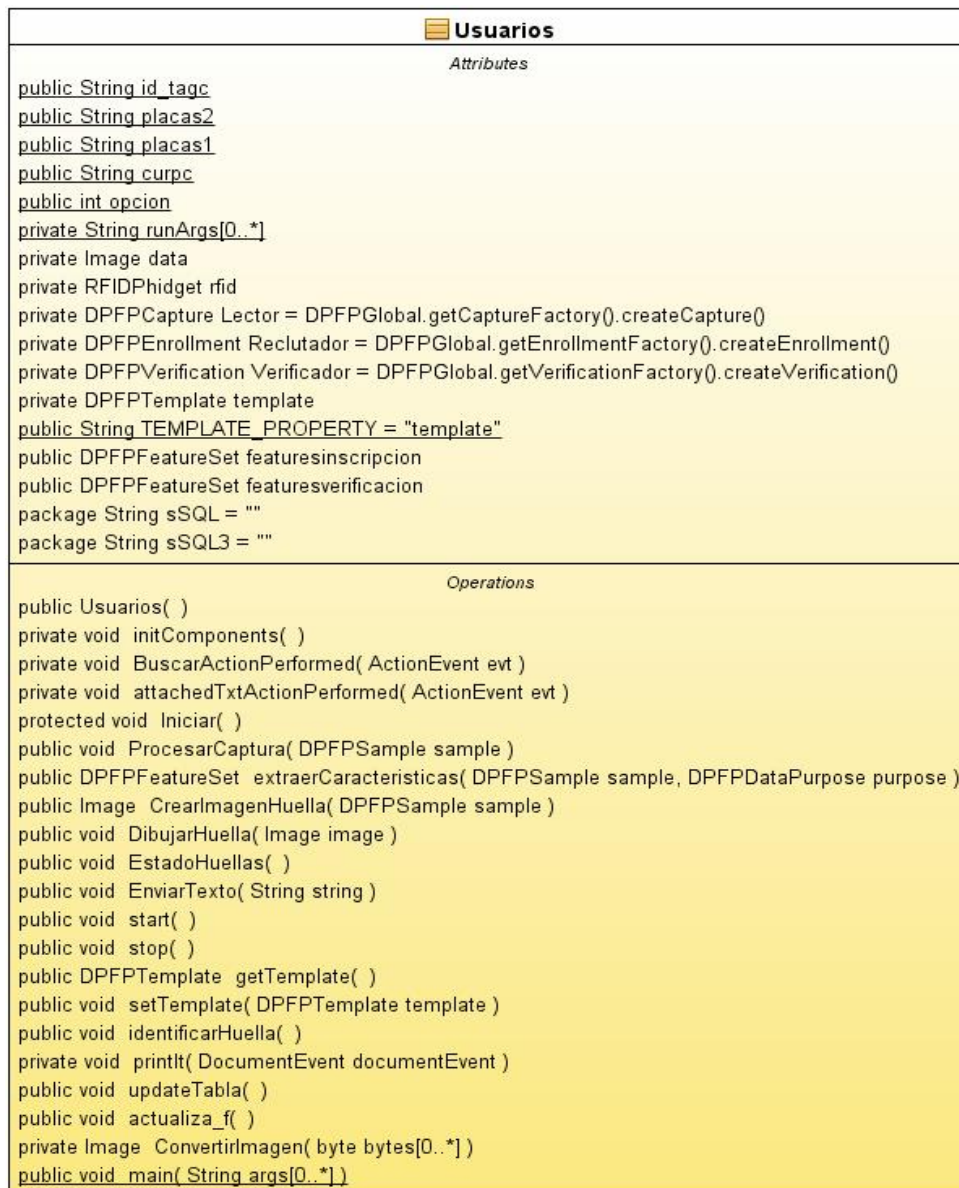 Usuarios
Attributes
public String id_tagc
public String placas2
public String placas1
public String curpc
public int opcion
private String runArgs[0..*]
private Image data
private RFIDPhidget rfid
private DPFPCapture Lector = DPFPGlobal.getCaptureFactory().createCapture()
private DPFPEnrollment Reclutador = DPFPGlobal.getEnrollmentFactory().createEnrollment()
private DPFPVerification Verificador = DPFPGlobal.getVerificationFactory().createVerification()
private DPFPTemplate template
public String TEMPLATE_PROPERTY = "template"
public DPFPFeatureSet featuresinscripcion
public DPFPFeatureSet featuresverificacion
package String sSQL = ""
package String sSQL3 = ""
Operations
public Usuarios( )
private void initComponents( )
private void BuscarActionPerformed( ActionEvent evt )
private void attachedTxtActionPerformed( ActionEvent evt )
protected void Iniciar( )
public void ProcesarCaptura( DPFPSample sample )
public DPFPFeatureSet extraerCaracteristicas( DPFPSample sample, DPFPDataPurpose purpose )
public Image CrearImagenHuella( DPFPSample sample )
public void DibujarHuella( Image image )
public void EstadoHuellas( )
public void EnviarTexto( String string )
public void start( )
public void stop( )
public DPFPTemplate getTemplate( )
public void setTemplate( DPFPTemplate template )
public void identificarHuella( )
private void printIt( DocumentEvent documentEvent )
public void updateTabla( )
public void actualiza_f( )
private Image ConvertirImagen( byte bytes[0..*] )
public void main( String args[0..*] )